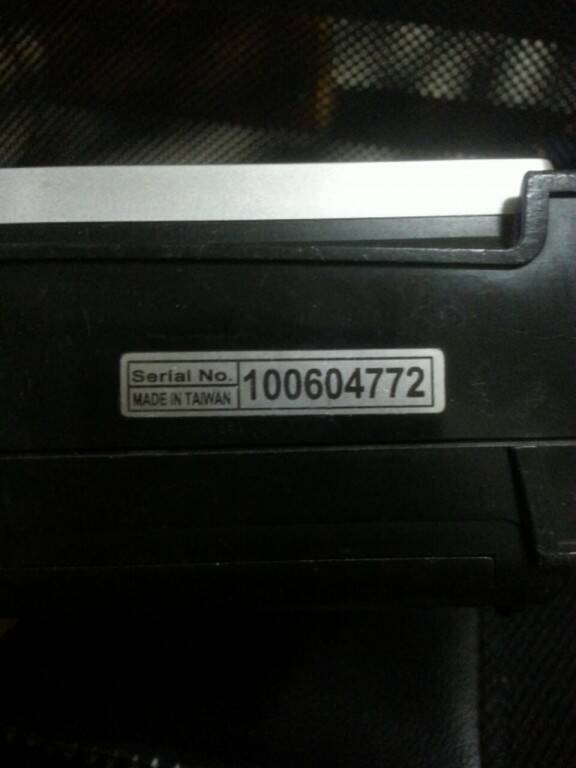 Serial No.
MADE IN TAIWAN
100604772